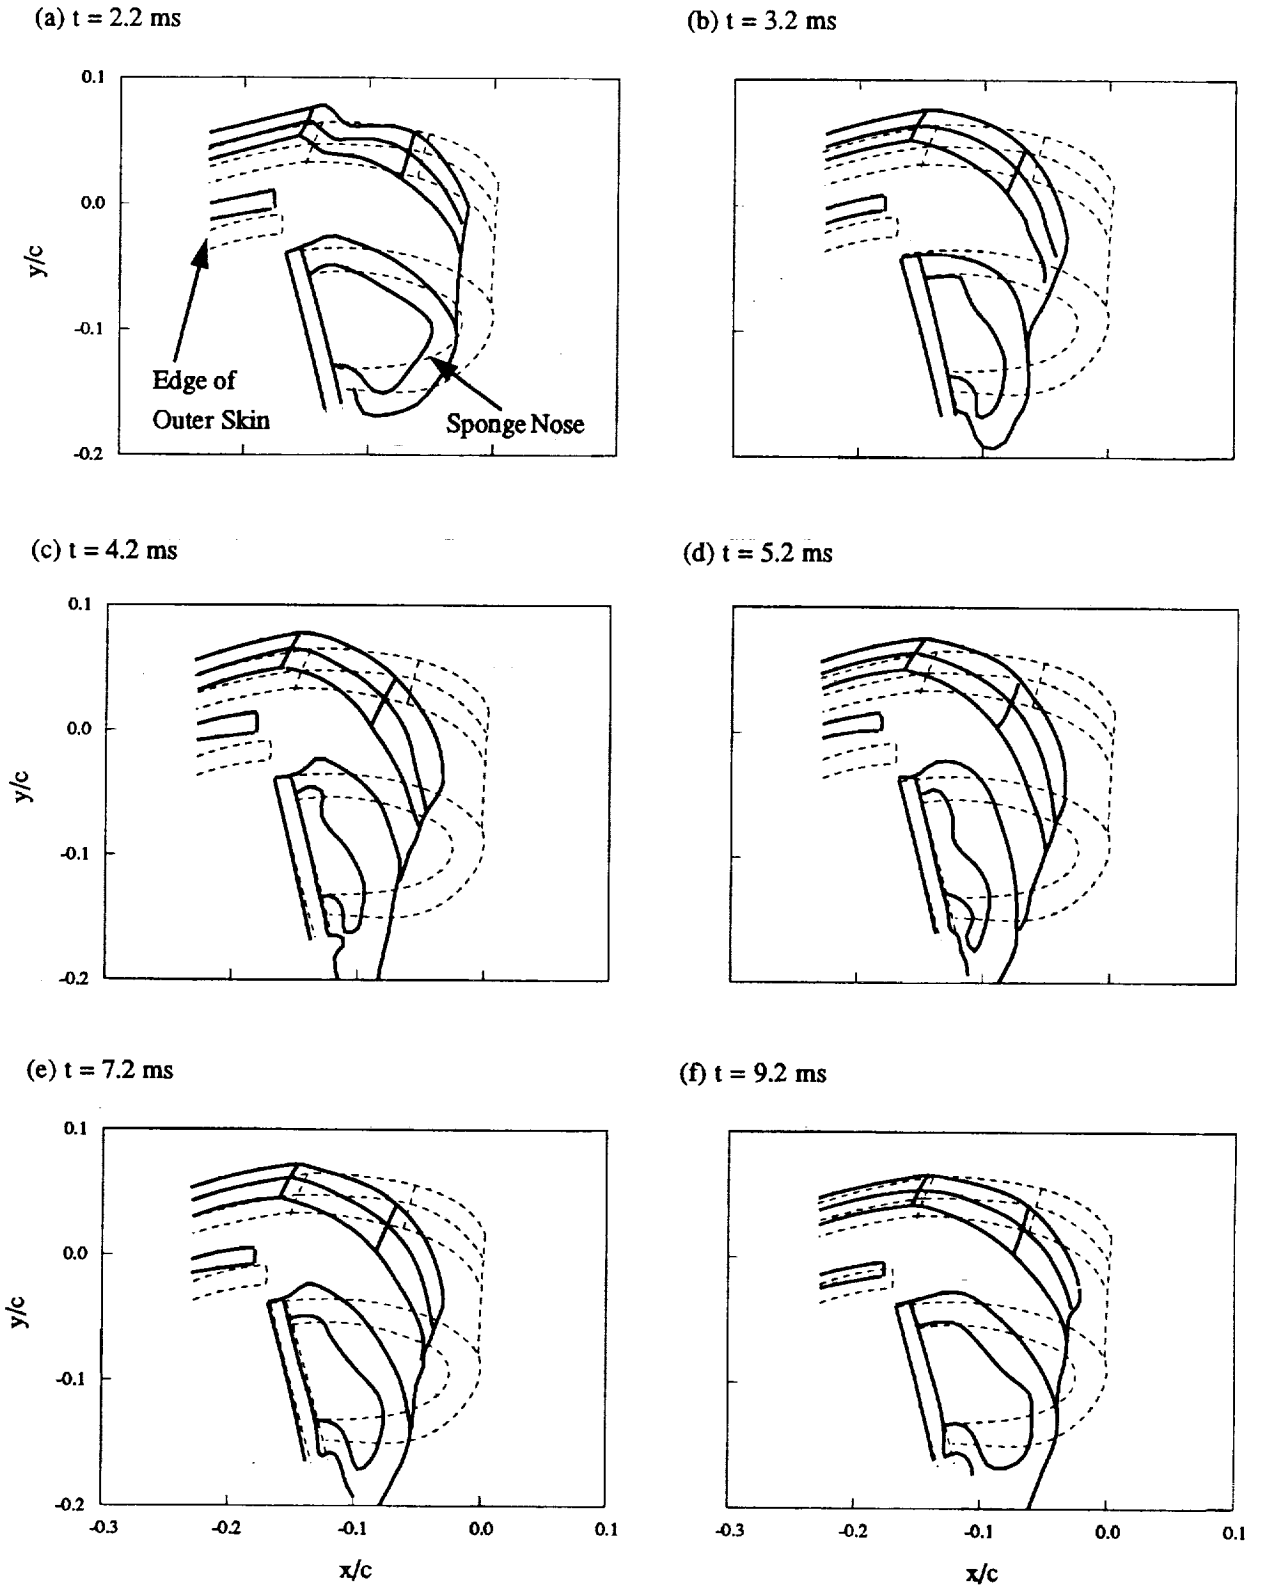 (a) t = 2.2 ms
(b) t = 3.2 ms
0.1
0.0
-0.1
-0.2
y/c
Edge of
Outer Skin
Sponge Nose
(c) t = 4.2 ms
(d) t = 5.2 ms
0.1
0.0
-0.1
-0.2
y/c
(e) t = 7.2 ms
(f) t = 9.2 ms
0.1
0.0
-0.1
-0.2
y/c
-0.3 -0.2 -0.1 0.0 0.1
x/c
-0.3 -0.2 -0.1 0.0 0.1
x/c